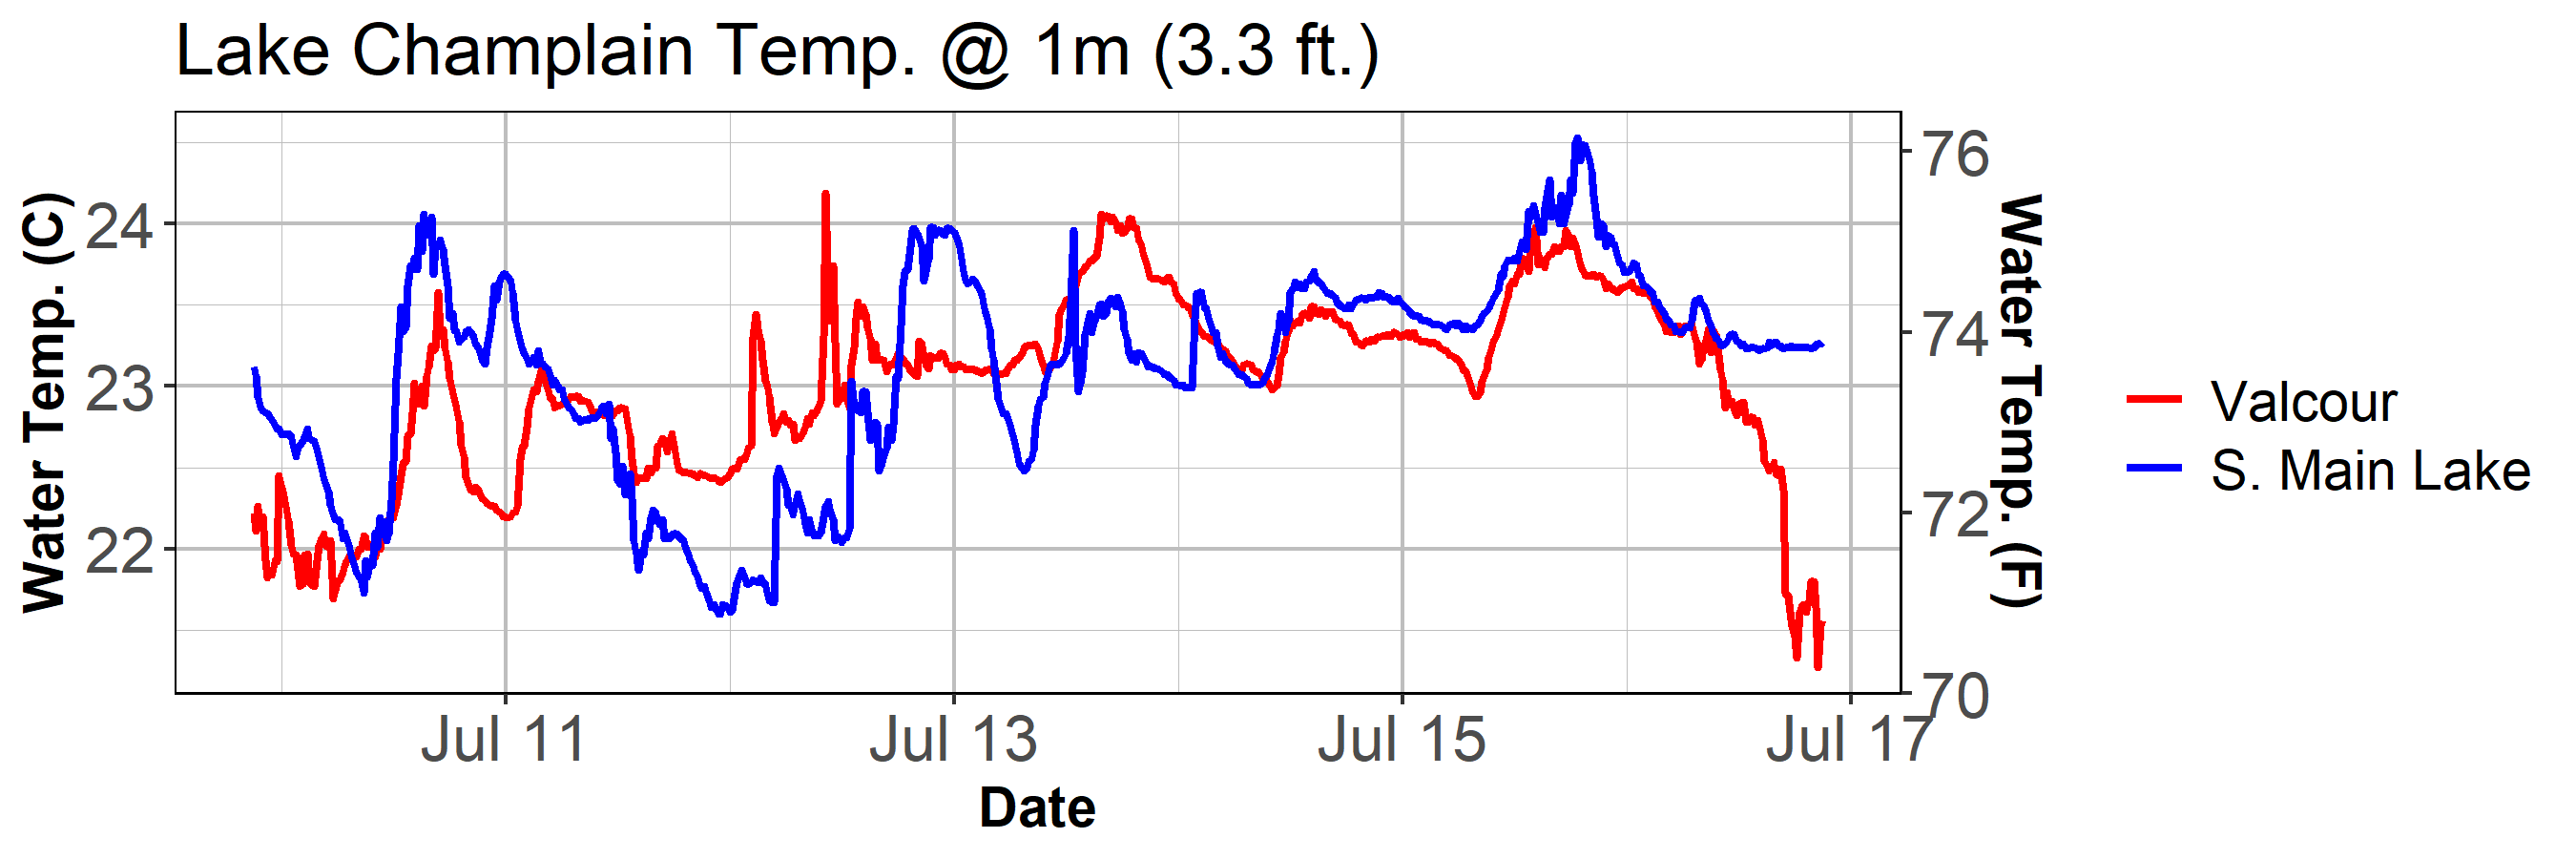 Lake Champlain Temp. @ 1m (3.3 ft.)
Water Temp. (C)
24
23
22
76
74
72
70
Water Temp. (F)
Jul 11
Jul 13
Jul 15
Jul 17
Date
Valcour
S. Main Lake